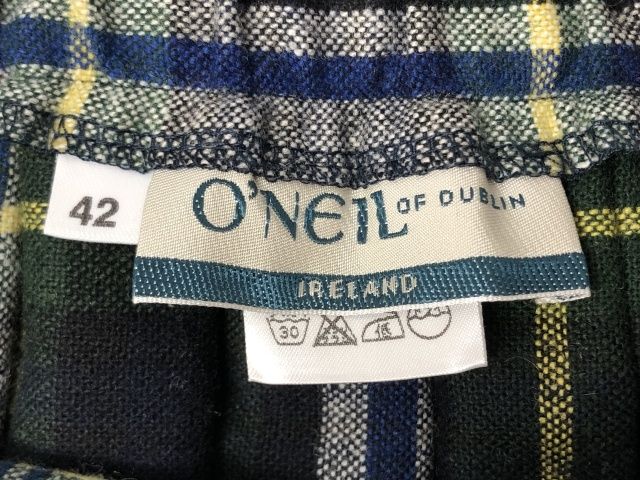 42
O'NEIL OF DUBLIN
IRELAND
30